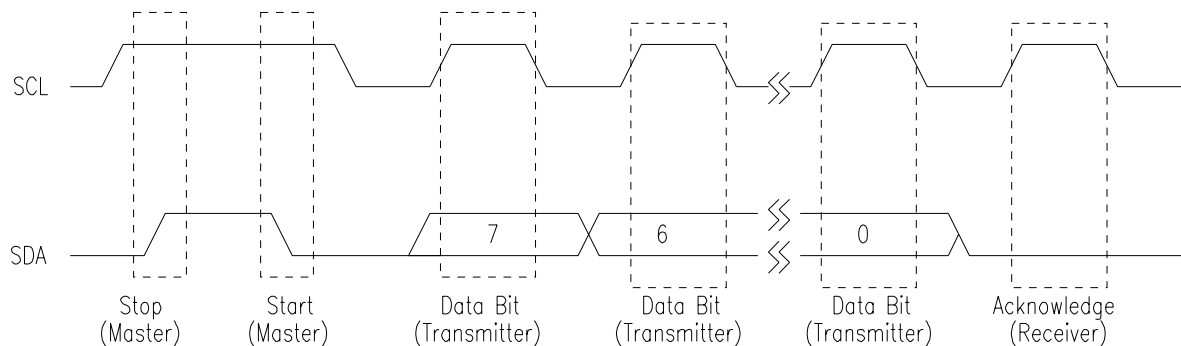 SCL
SDA
7
6
0
Stop
(Master)
Start
(Master)
Data Bit
(Transmitter)
Data Bit
(Transmitter)
Data Bit
(Transmitter)
Acknowledge
(Receiver)